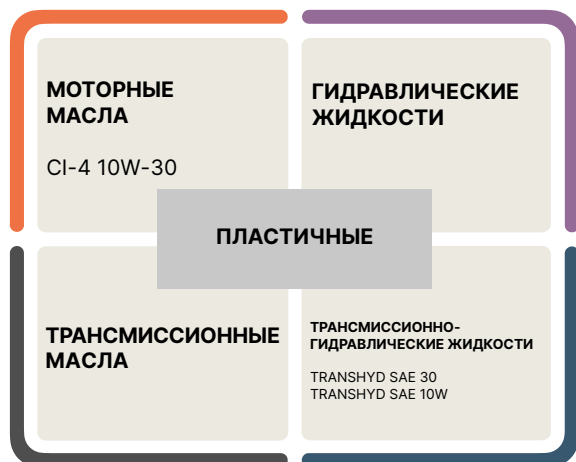 МОТОРНЫЕ
МАСЛА
CI-4 10W-30
ГИДРАВЛИЧЕСКИЕ
ЖИДКОСТИ
ПЛАСТИЧНЫЕ
ТРАНСМИССИОННЫЕ
МАСЛА
ТРАНСМИССИОННО-
ГИДРАВЛИЧЕСКИЕ ЖИДКОСТИ
TRANSHYD SAE 30
TRANSHYD SAE 10W